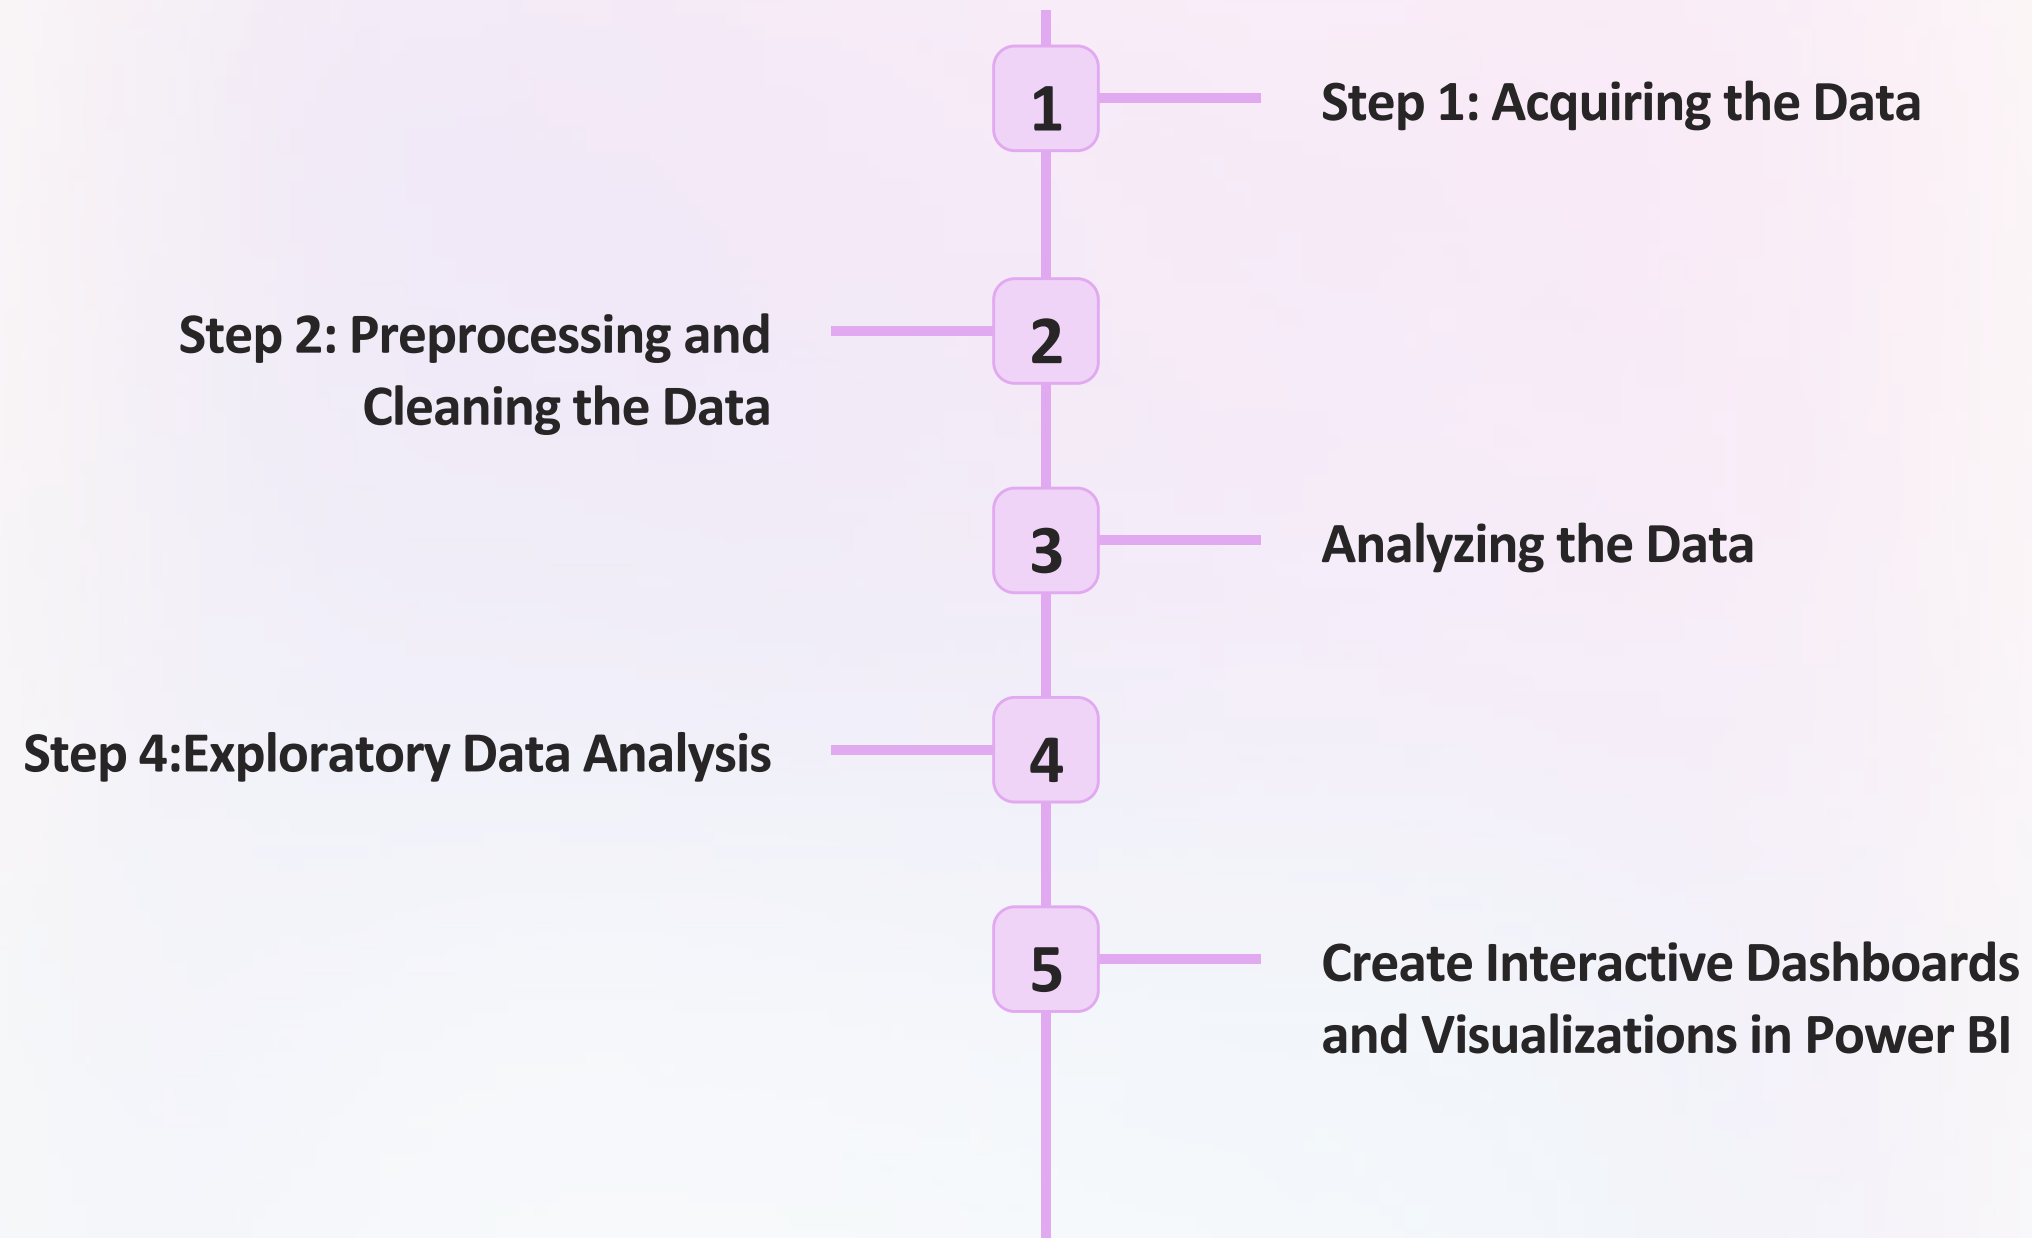 1
Step 1: Acquiring the Data
2
Step 2: Preprocessing and
Cleaning the Data
3
Analyzing the Data
4
Step 4:Exploratory Data Analysis
5
Create Interactive Dashboards
and Visualizations in Power BI